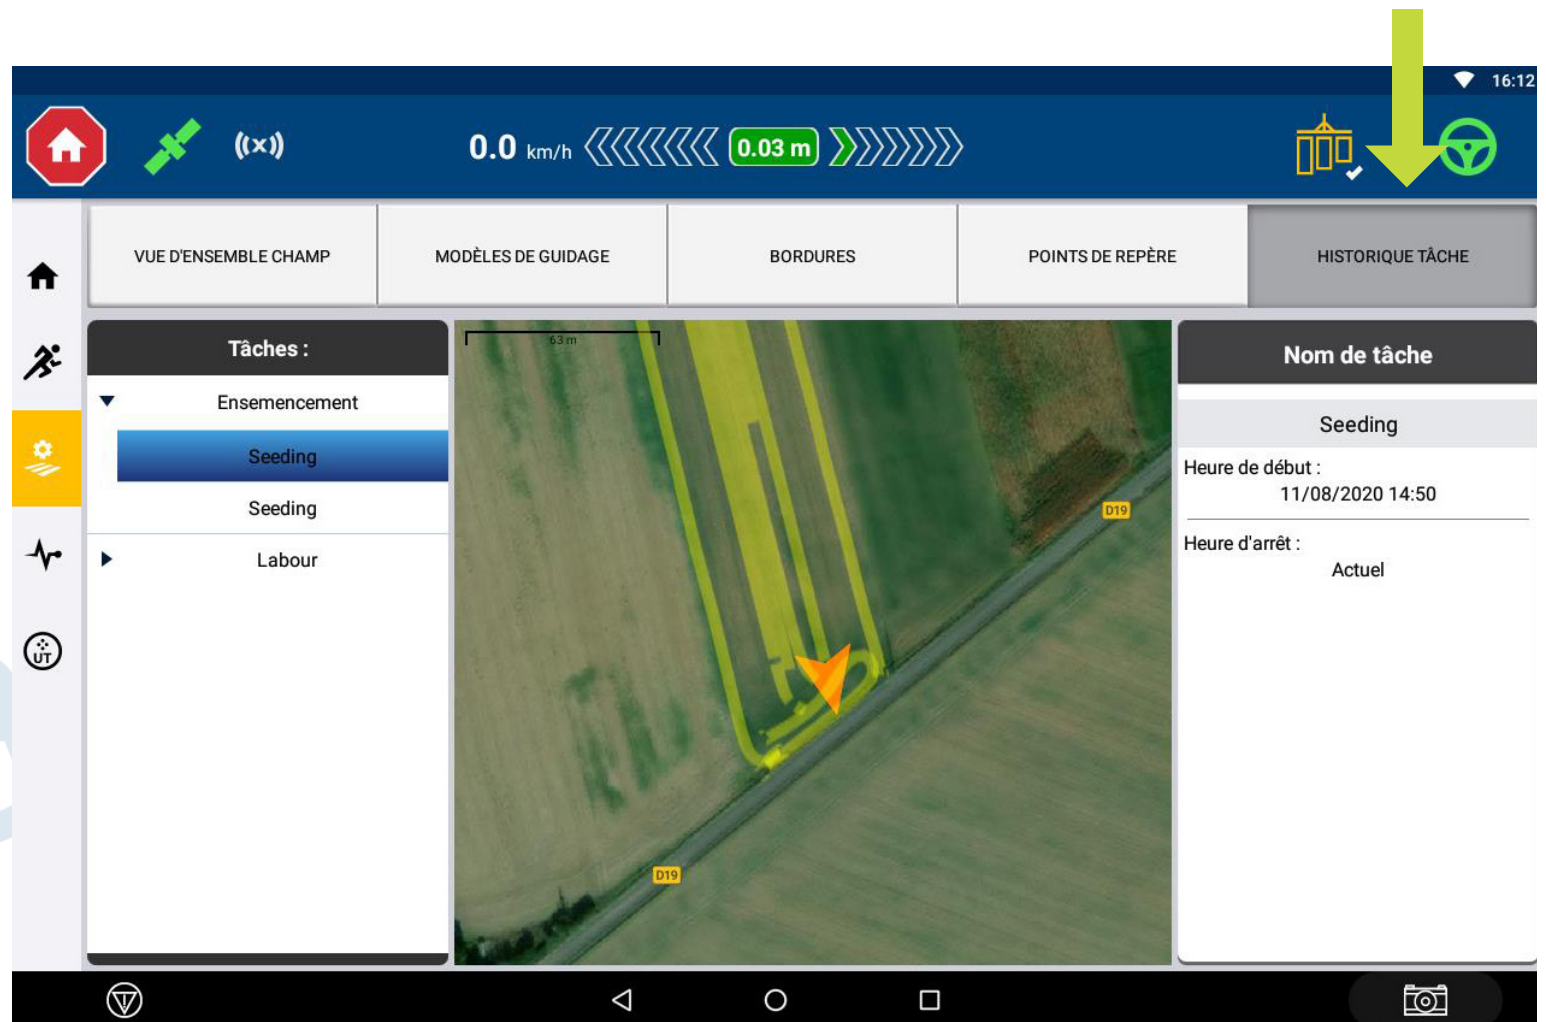 16:12
((×))
0.0 km/h
0.03 m
VUE D'ENSEMBLE CHAMP
MODÈLES DE GUIDAGE
BORDURES
POINTS DE REPÈRE
HISTORIQUE TÂCHE
Tâches :
Ensemencement
Seeding
Seeding
Labour
63 m
D19
D19
Nom de tâche
Seeding
Heure de début :
11/08/2020 14:50
Heure d'arrêt :
Actuel
UT